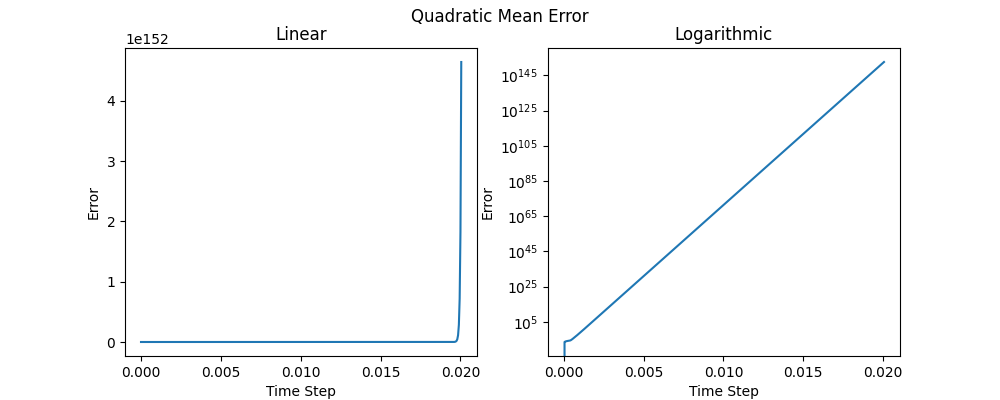 Quadratic Mean Error
Linear
1e152
4
3
2
1
0
Error
0.000 0.005 0.010 0.015 0.020
Time Step
Logarithmic
10^145
10^125
10^105
10^85
10^65
10^45
10^25
10^5
Error
0.000 0.005 0.010 0.015 0.020
Time Step